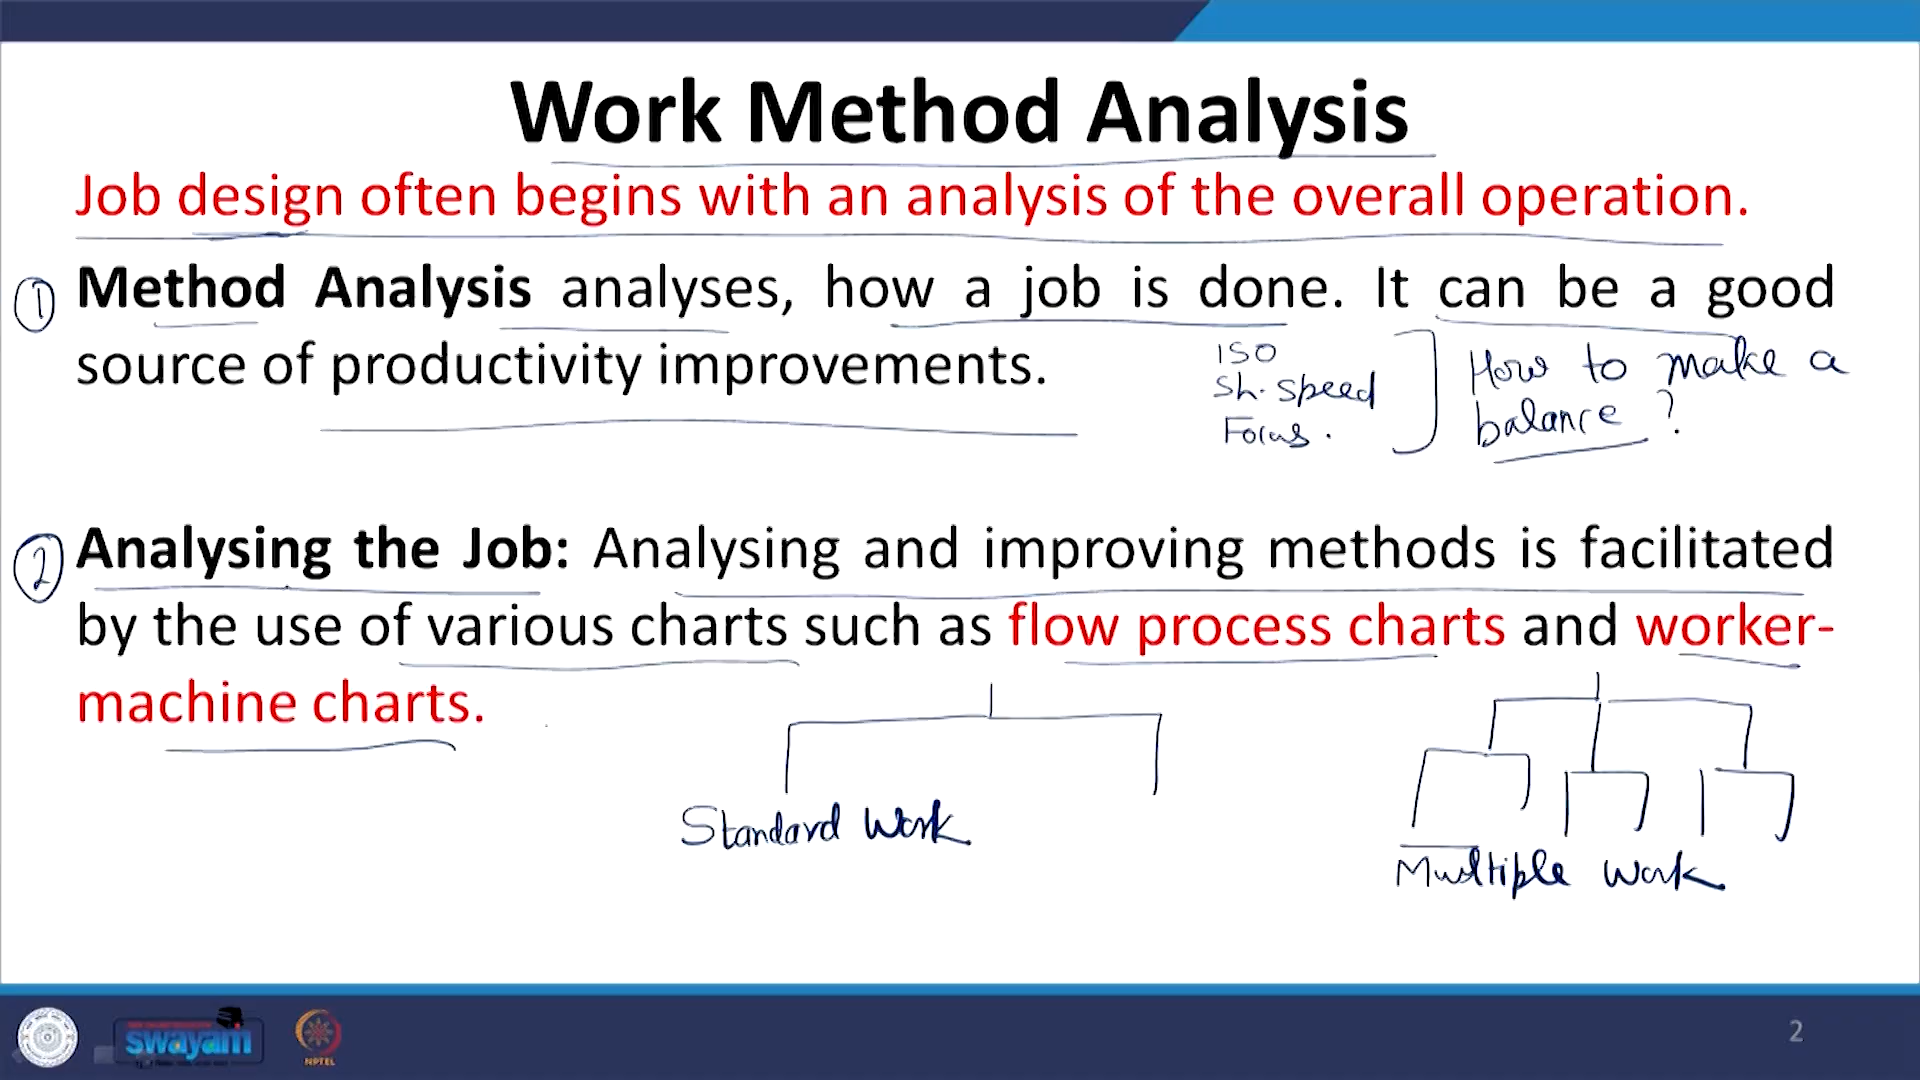 Work Method Analysis
Job design often begins with an analysis of the overall operation.
① Method Analysis analyses, how a job is done. It can be a good
source of productivity improvements.
ISO
Sh. Speed
Focus.
How to make a
balance ?
② Analysing the Job: Analysing and improving methods is facilitated
by the use of various charts such as flow process charts and worker-
machine charts.
Standard Work
Multiple Work
swayam
NPTEL
2